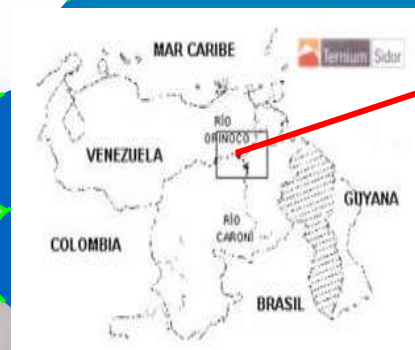 MAR CARIBE
Ternium Sidor
RÍO
ORINOCO
VENEZUELA
GUYANA
RÍO
CARONÍ
COLOMBIA
BRASIL